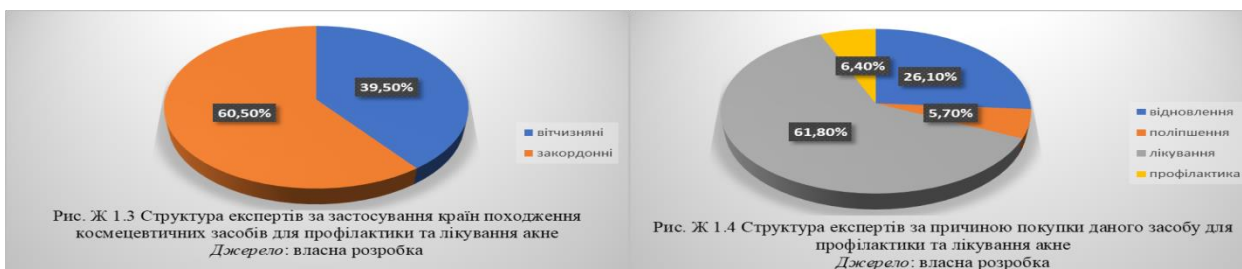 39,50%
60,50%
вітчизняні
закордонні
Рис. Ж 1.3 Структура експертів за застосування країн походження
космецевтичних засобів для профілактики та лікування акне
Джерело: власна розробка
6,40%
26,10%
5,70%
61,80%
відновлення
поліпшення
лікування
профілактика
Рис. Ж 1.4 Структура експертів за причиною покупки даного засобу для
профілактики та лікування акне
Джерело: власна розробка